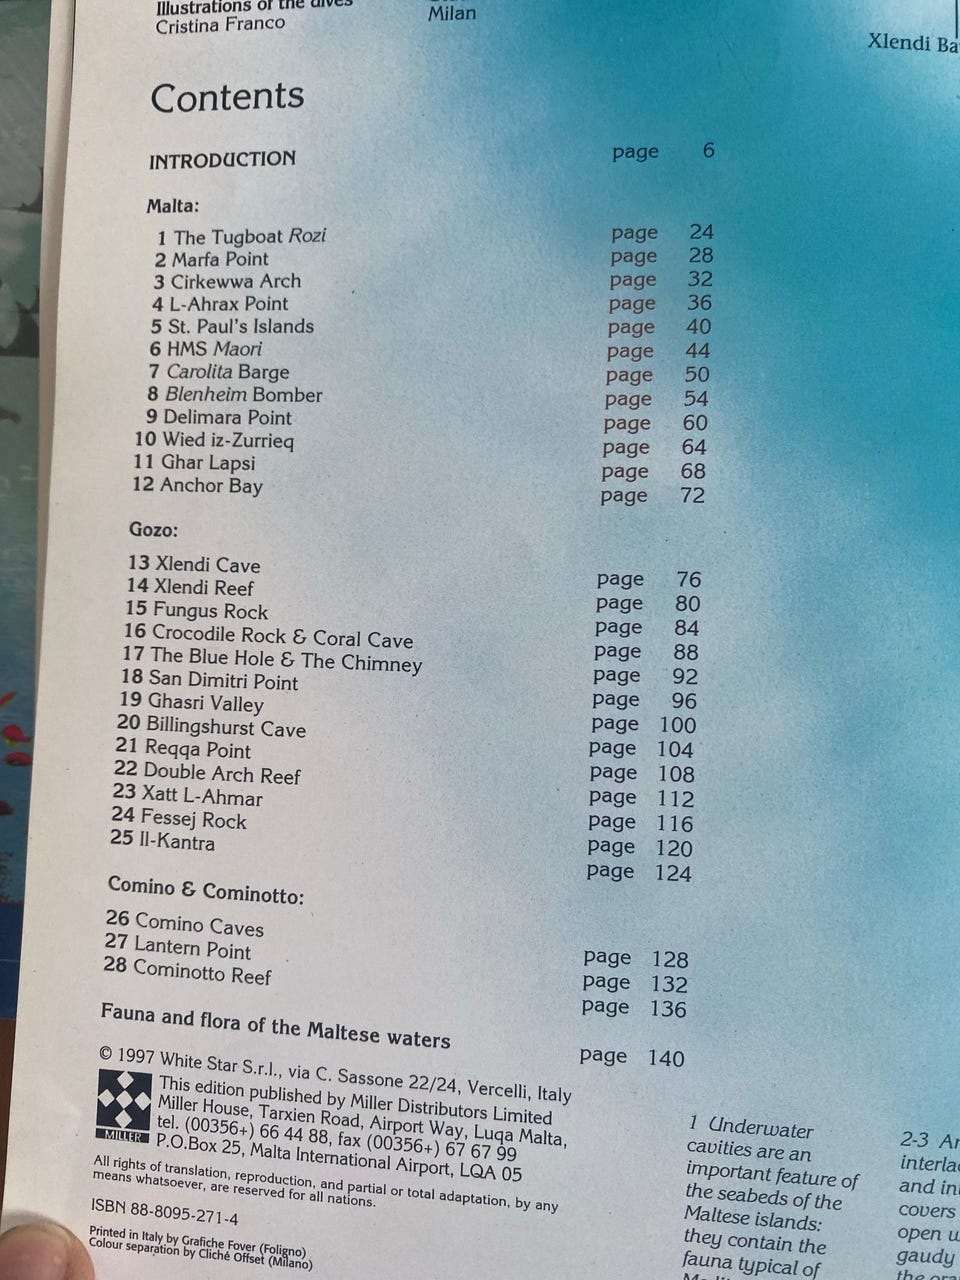 Illustrations of the dives
Cristina Franco
Milan
Xlendi
Contents
INTRODUCTION page 6
Malta:
1 The Tugboat Rozi page 24
2 Marfa Point page 28
3 Cirkewwa Arch page 32
4 L-Ahrax Point page 36
5 St. Paul's Islands page 40
6 HMS Maori page 44
7 Carolita Barge page 50
8 Blenheim Bomber page 54
9 Delimara Point page 60
10 Wied iz-Zurrieq page 64
11 Ghar Lapsi page 68
12 Anchor Bay page 72
Gozo:
13 Xlendi Cave page 76
14 Xlendi Reef page 80
15 Fungus Rock page 84
16 Crocodile Rock & Coral Cave page 88
17 The Blue Hole & The Chimney page 92
18 San Dimitri Point page 96
19 Ghasri Valley page 100
20 Billingshurst Cave page 104
21 Reqqa Point page 108
22 Double Arch Reef page 112
23 Xatt L-Ahmar page 116
24 Fessej Rock page 120
25 Il-Kantra page 124
Comino & Cominotto:
26 Comino Caves page 128
27 Lantern Point page 132
28 Cominotto Reef page 136
Fauna and flora of the Maltese waters page 140
© 1997 White Star S.r.l., via C. Sassone 22/24, Vercelli, Italy
This edition published by Miller Distributors Limited
Miller House, Tarxien Road, Airport Way, Luqa Malta,
tel. (00356+) 66 44 88, fax (00356+) 67 67 99
P.O.Box 25, Malta International Airport, LQA 05
MILLER
All rights of translation, reproduction, and partial or total adaptation, by any
means whatsoever, are reserved for all nations.
ISBN 88-8095-271-4
Printed in Italy by Grafiche Fover (Foligno)
Colour separation by Cliché Offset (Milano)
1 Underwater
cavities are an
important feature of
the seabeds of the
Maltese islands:
they contain the
fauna typical of
2-3
and
covers
open
gaudy